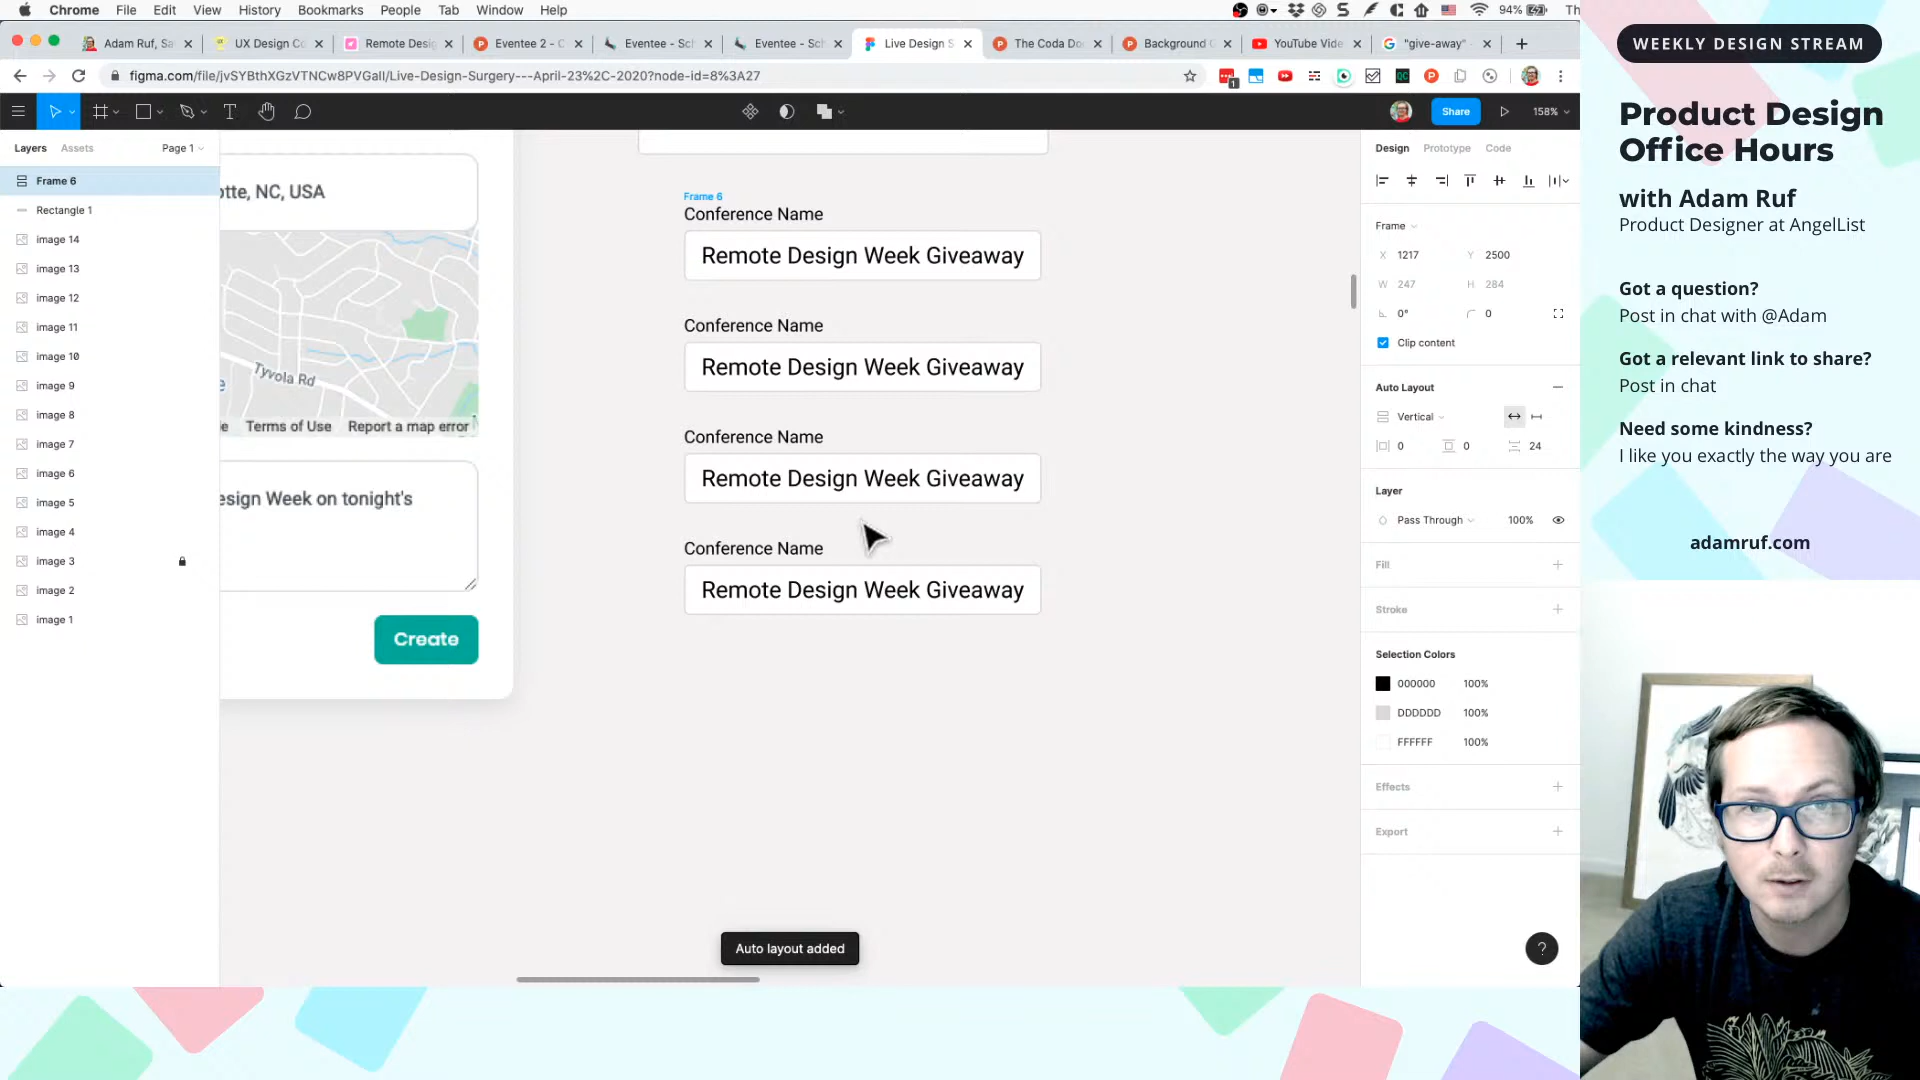 Chrome File Edit View History Bookmarks People Tab Window Help
94%
Th
Adam Ruf, Sa
UX Design Co
Remote Desig
Eventee 2 - C
Eventee - Sch
Eventee - Sch
Live Design S
The Coda Do
Background
YouTube Vide
"give-away"
figma.com/file/jvSYBthXGzVTNCw8PVGaII/Live-Design-Surgery---April-23%2C-2020?node-id=8%3A27
Share
158%
Layers Assets Page 1
Frame 6
Rectangle 1
image 14
image 13
image 12
image 11
image 10
image 9
image 8
image 7
image 6
image 5
image 4
image 3
image 2
image 1
otte, NC, USA
Tyvola Rd
e
Terms of Use Report a map error
esign Week on tonight's
Create
Frame 6
Conference Name
Remote Design Week Giveaway
Conference Name
Remote Design Week Giveaway
Conference Name
Remote Design Week Giveaway
Conference Name
Remote Design Week Giveaway
Auto layout added
Design Prototype Code
Frame
X 1217 Y 2500
W 247 H 284
0° 0
Clip content
Auto Layout
Vertical
0 0 24
Layer
Pass Through 100%
Fill
Stroke
Selection Colors
000000 100%
DDDDDD 100%
FFFFFF 100%
Effects
Export
?
WEEKLY DESIGN STREAM
Product Design
Office Hours
with Adam Ruf
Product Designer at AngelList
Got a question?
Post in chat with @Adam
Got a relevant link to share?
Post in chat
Need some kindness?
I like you exactly the way you are
adamruf.com